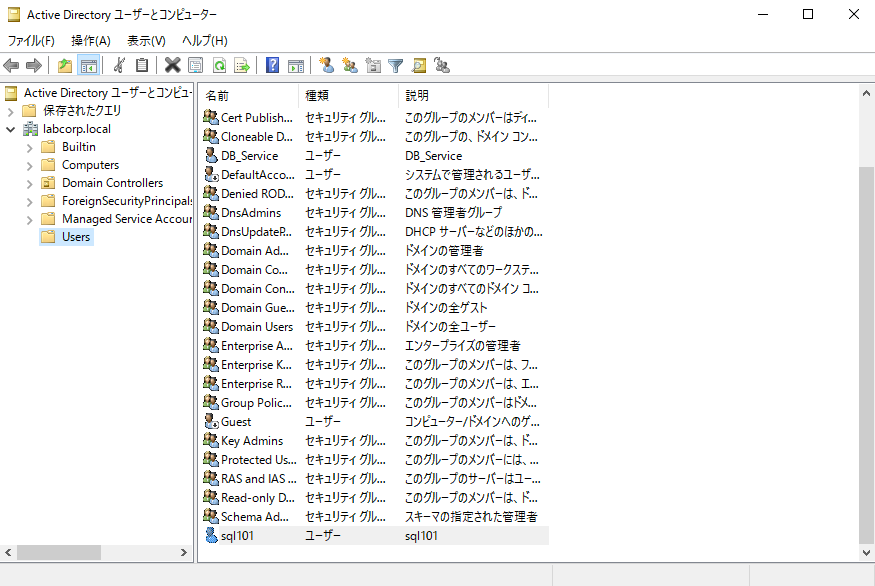 Active Directory ユーザーとコンピューター
ファイル(F) 操作(A) 表示(V) ヘルプ(H)
Active Directory ユーザーとコンピュ-
保存されたクエリ
labcorp.local
Builtin
Computers
Domain Controllers
ForeignSecurityPrincipals
Managed Service Accour
Users
名前 種類 説明
Cert Publish... セキュリティ グル... このグループのメンバーはディ...
Cloneable D... セキュリティ グル... このグループの、ドメイン コン...
DB_Service ユーザー DB_Service
DefaultAcco... ユーザー システムで管理されるユーザ...
Denied ROD... セキュリティ グル... このグループのメンバーは、ド...
DnsAdmins セキュリティ グル... DNS 管理者グループ
DnsUpdateP... セキュリティ グル... DHCP サーバーなどのほかの...
Domain Ad... セキュリティ グル... ドメインの管理者
Domain Co... セキュリティ グル... ドメインのすべてのワークステ...
Domain Con... セキュリティ グル... ドメインのすべてのドメイン コ...
Domain Gue... セキュリティ グル... ドメインの全ゲスト
Domain Users セキュリティ グル... ドメインの全ユーザー
Enterprise A... セキュリティ グル... エンタープライズの管理者
Enterprise K... セキュリティ グル... このグループのメンバーは、フ...
Enterprise R... セキュリティ グル... このグループのメンバーは、エ...
Group Polic... セキュリティ グル... このグループのメンバーはドメ...
Guest ユーザー コンピューター/ドメインへのゲ...
Key Admins セキュリティ グル... このグループのメンバーは、ド...
Protected Us... セキュリティ グル... このグループのメンバーには、...
RAS and IAS ... セキュリティ グル... このグループのサーバーはユー...
Read-only D... セキュリティ グル... このグループのメンバーは、ド...
Schema Ad... セキュリティ グル... スキーマの指定された管理者
sql101 ユーザー sql101